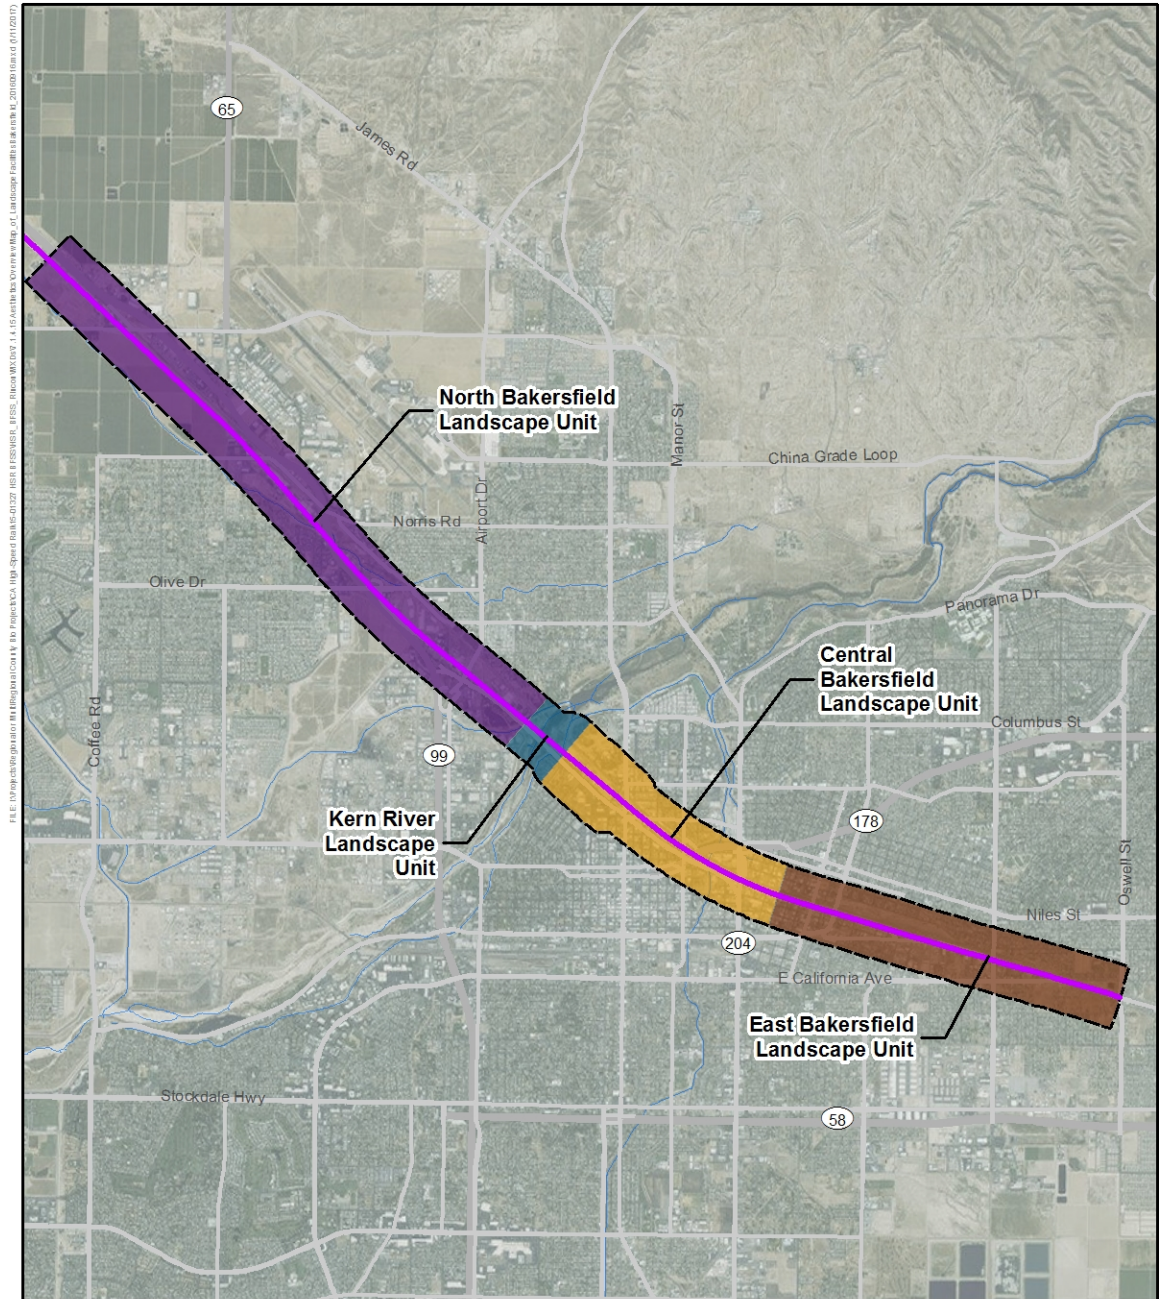 65
James Rd
North Bakersfield
Landscape Unit
Manor St
China Grade Loop
Airport Dr
Norris Rd
Olive Dr
Panorama Dr
Central
Bakersfield
Landscape Unit
Coffee Rd
Columbus St
99
Kern River
Landscape
Unit
178
Oswell St
Niles St
204
E California Ave
East Bakersfield
Landscape Unit
Stockdale Hwy
58